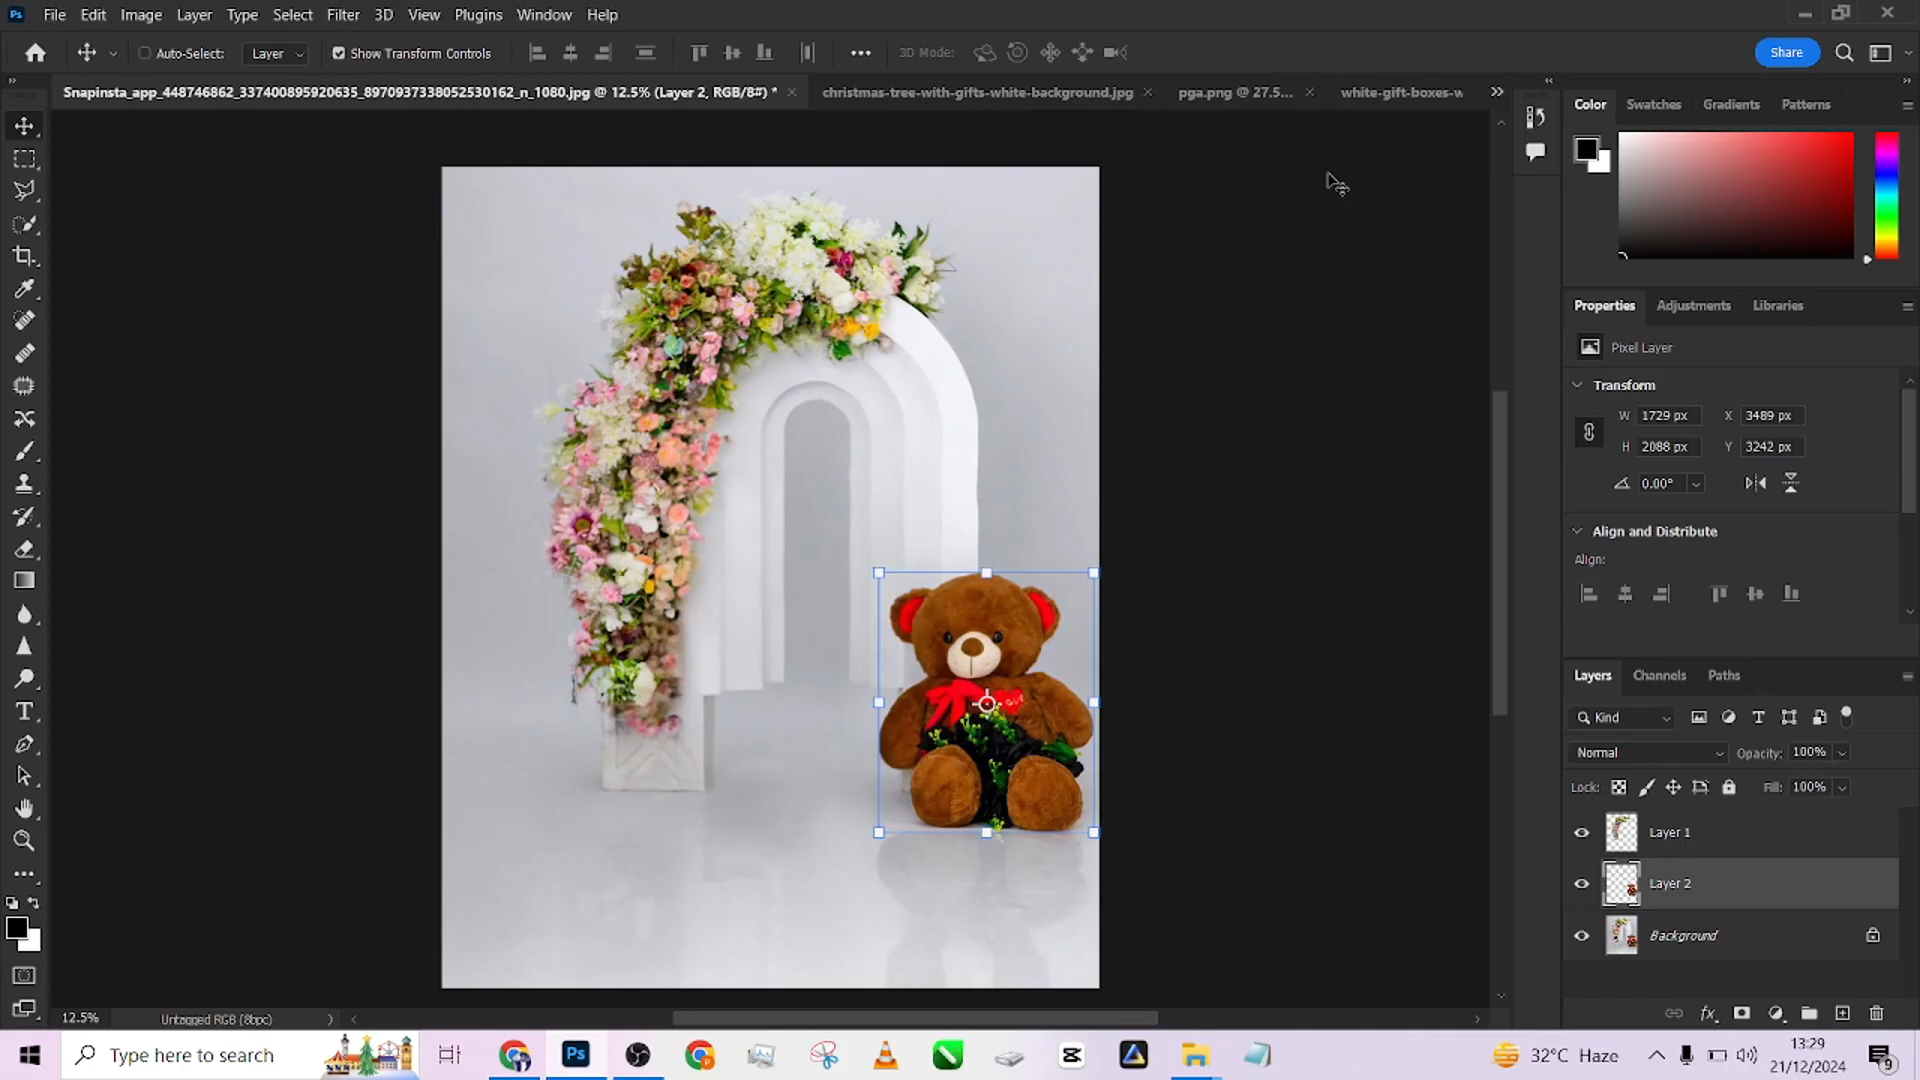 Ps File Edit Image Layer Type Select Filter 3D View Plugins Window Help
Auto-Select: Layer Show Transform Controls 3D Mode: Share
Snapinsta_app_448746862_337400895920635_8970937338052530162_n_1080.jpg @ 12.5% (Layer 2, RGB/8#) * christmas-tree-with-gifts-white-background.jpg pga.png @ 27.5... white-gift-boxes-w
Color Swatches Gradients Patterns
Properties Adjustments Libraries
Pixel Layer
Transform
W 1729 px X 3489 px
H 2088 px Y 3242 px
0.00°
Align and Distribute
Align:
Layers Channels Paths
Kind
Normal Opacity: 100%
Lock: Fill: 100%
Layer 1
Layer 2
Background
fx
12.5% Untagged RGB (8bpc)
Type here to search Ps 32°C Haze 13:29
21/12/2024 9